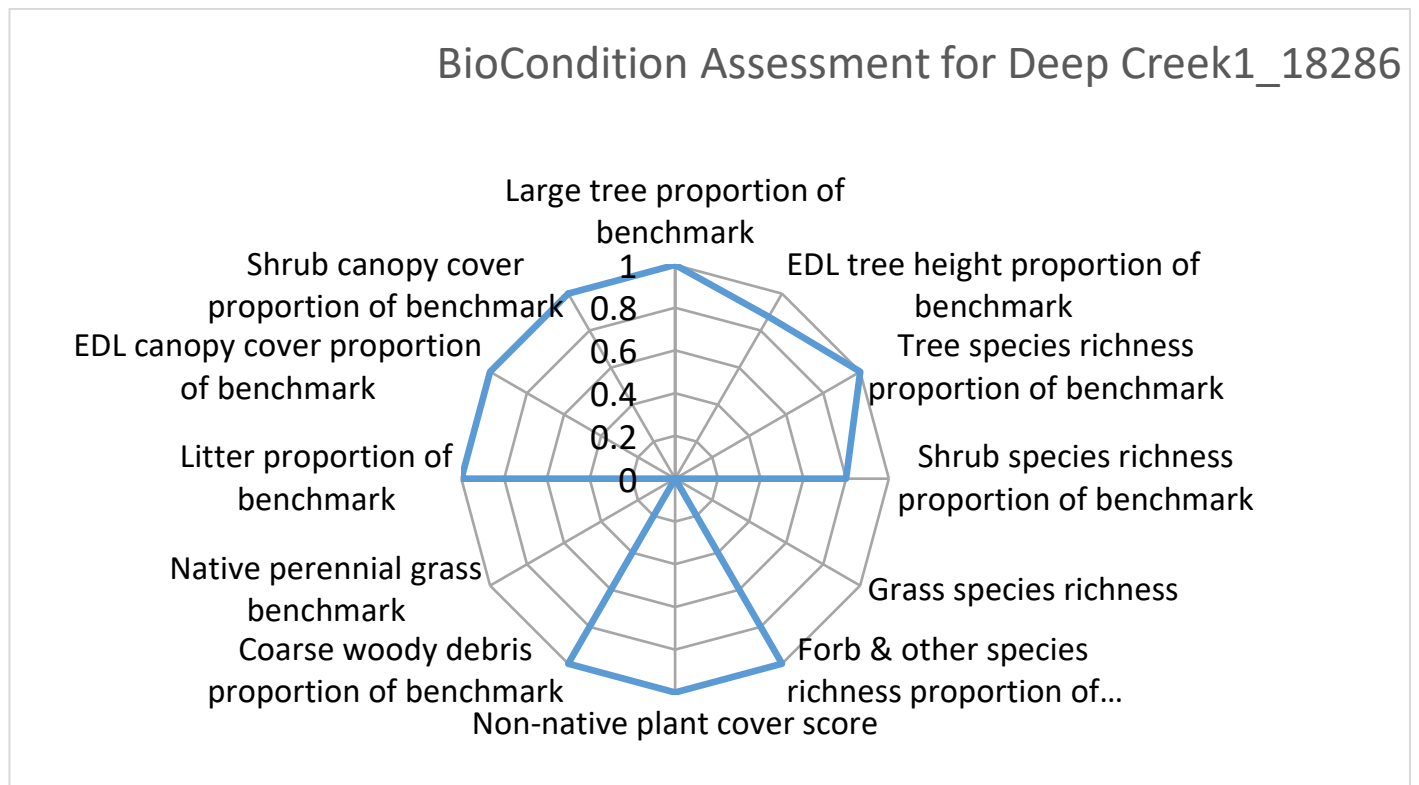 BioCondition Assessment for Deep Creek1_18286
Large tree proportion of
benchmark
EDL tree height proportion of
benchmark
Tree species richness
proportion of benchmark
Shrub species richness
proportion of benchmark
Grass species richness
Forb & other species
richness proportion of…
Non-native plant cover score
Coarse woody debris
proportion of benchmark
Native perennial grass
benchmark
Litter proportion of
benchmark
EDL canopy cover proportion
of benchmark
Shrub canopy cover
proportion of benchmark
1
0.8
0.6
0.4
0.2
0